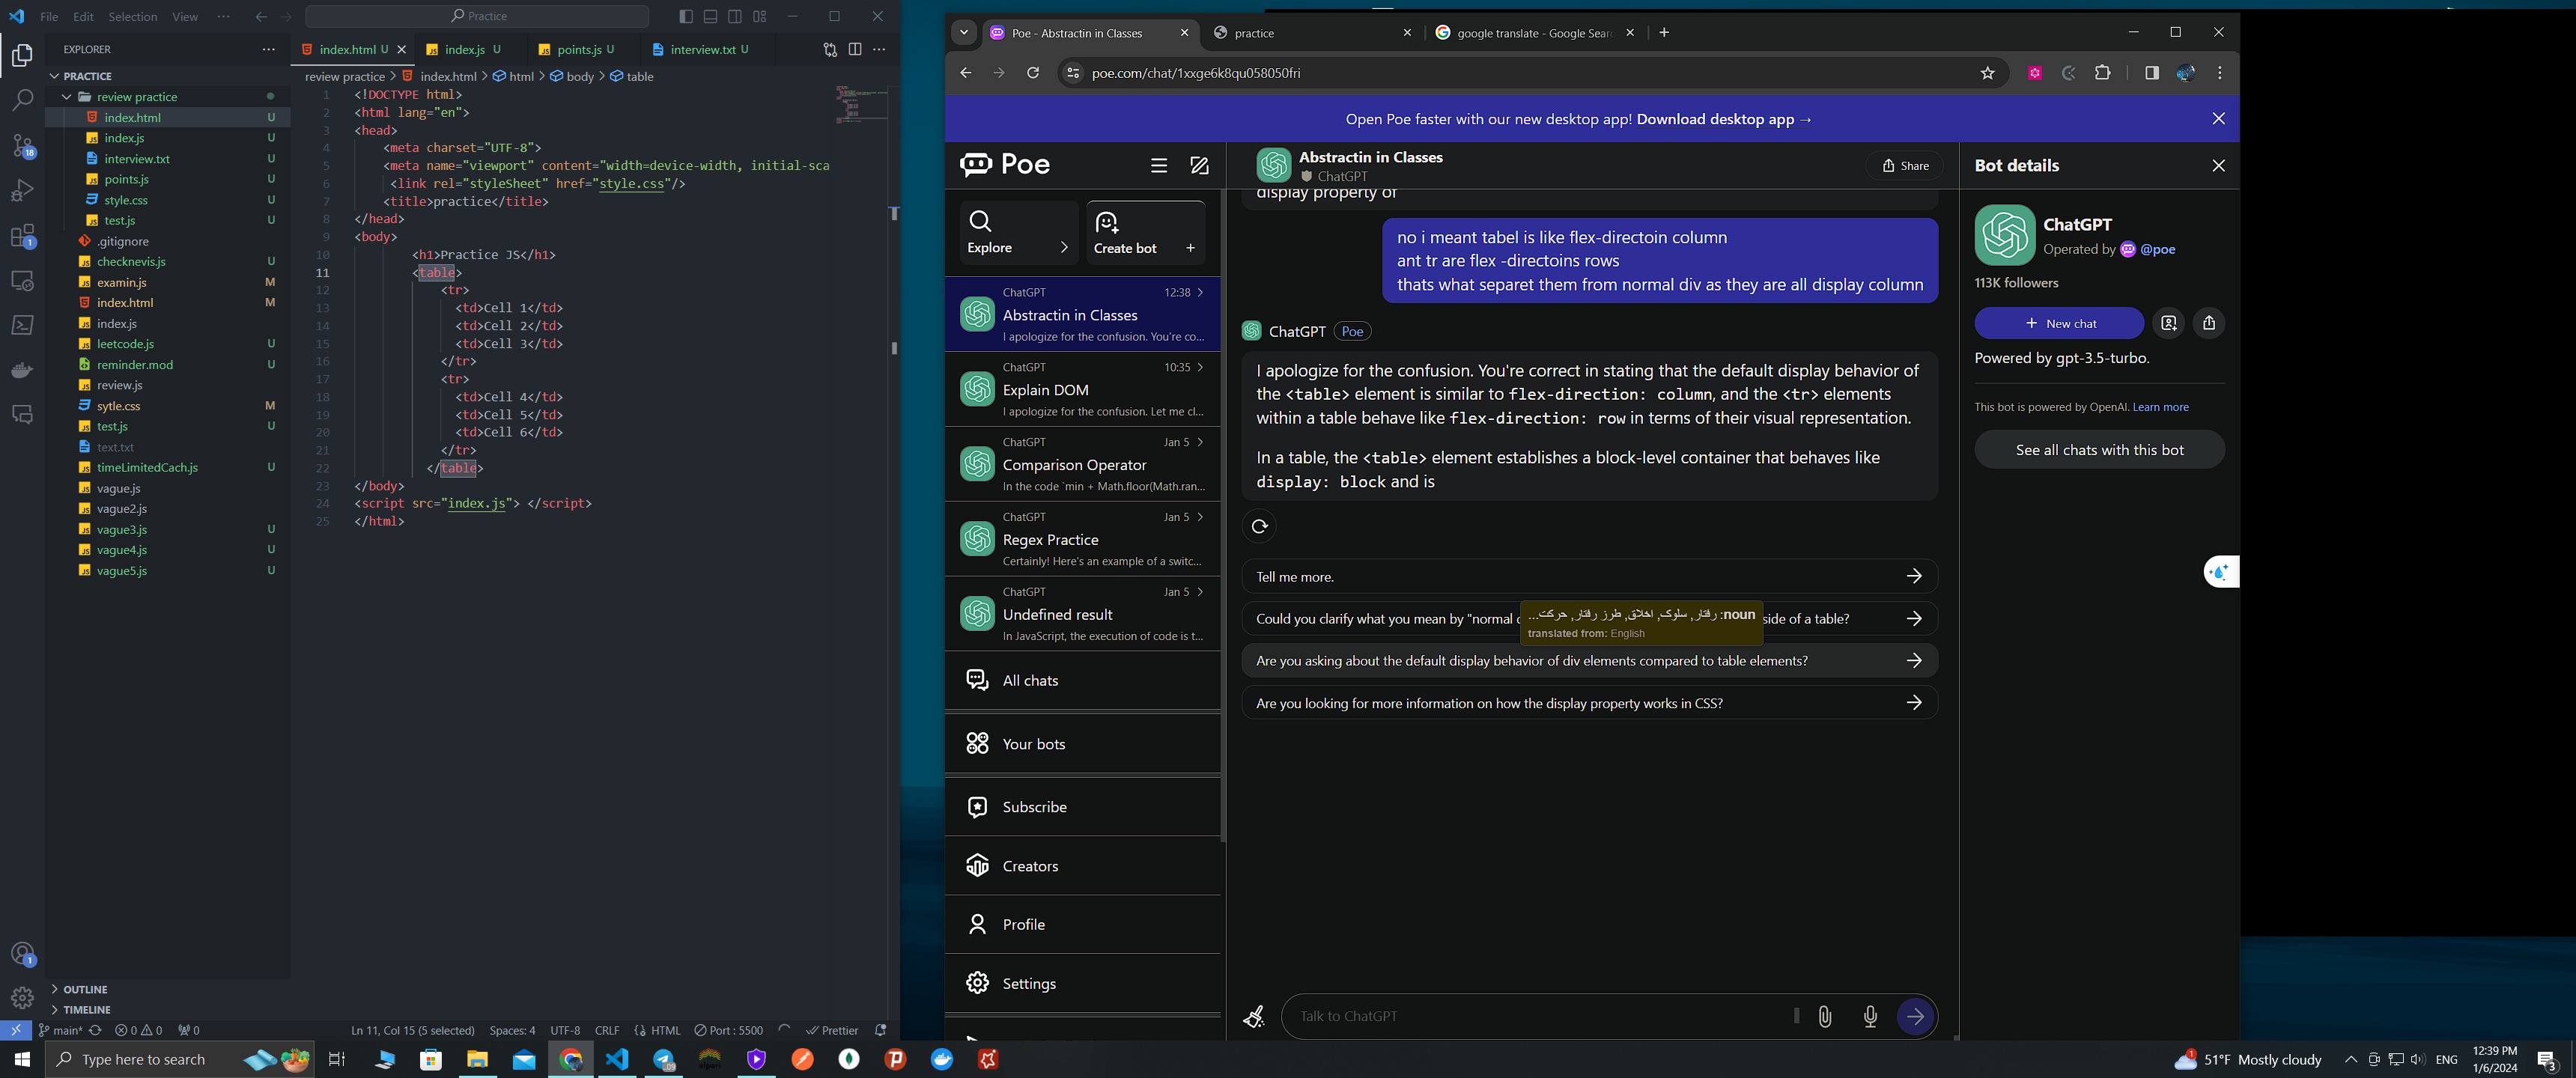 File Edit Selection View ...
Practice
EXPLORER
PRACTICE
review practice
index.html U
index.js U
interview.txt U
points.js U
style.css U
test.js U
.gitignore
checknevis.js U
examin.js M
index.html M
index.js
leetcode.js U
reminder.mod U
review.js
sytle.css M
test.js U
text.txt
timeLimitedCach.js U
vague.js
vague2.js
vague3.js U
vague4.js U
vague5.js U
OUTLINE
TIMELINE
18
1
1
index.html U
index.js U
points.js U
interview.txt U
review practice > index.html > html > body > table
1 <!DOCTYPE html>
2 <html lang="en">
3 <head>
4 <meta charset="UTF-8">
5 <meta name="viewport" content="width=device-width, initial-sca
6 <link rel="styleSheet" href="style.css"/>
7 <title>practice</title>
8 </head>
9 <body>
10 <h1>Practice JS</h1>
11 <table>
12 <tr>
13 <td>Cell 1</td>
14 <td>Cell 2</td>
15 <td>Cell 3</td>
16 </tr>
17 <tr>
18 <td>Cell 4</td>
19 <td>Cell 5</td>
20 <td>Cell 6</td>
21 </tr>
22 </table>
23 </body>
24 <script src="index.js"> </script>
25 </html>
main* 0 0 0 Ln 11, Col 15 (5 selected) Spaces: 4 UTF-8 CRLF HTML Port : 5500 Prettier
Poe - Abstractin in Classes
practice
google translate - Google Sear
poe.com/chat/1xxge6k8qu058050fri
Open Poe faster with our new desktop app! Download desktop app →
Poe
Explore
Create bot +
ChatGPT 12:38
Abstractin in Classes
I apologize for the confusion. You're co...
ChatGPT 10:35
Explain DOM
I apologize for the confusion. Let me cl...
ChatGPT Jan 5
Comparison Operator
In the code `min + Math.floor(Math.ran...
ChatGPT Jan 5
Regex Practice
Certainly! Here's an example of a switc...
ChatGPT Jan 5
Undefined result
In JavaScript, the execution of code is t...
All chats
Your bots
Subscribe
Creators
Profile
Settings
Abstractin in Classes
ChatGPT
Share
display property of
no i meant tabel is like flex-directoin column
ant tr are flex -directoins rows
thats what separet them from normal div as they are all display column
ChatGPT Poe
I apologize for the confusion. You're correct in stating that the default display behavior of
the <table> element is similar to flex-direction: column, and the <tr> elements
within a table behave like flex-direction: row in terms of their visual representation.
In a table, the <table> element establishes a block-level container that behaves like
display: block and is
Tell me more.
Could you clarify what you mean by "normal side of a table?
noun: رفتار, سلوک, اخلاق, طرز رفتار, حرکت...
translated from: English
Are you asking about the default display behavior of div elements compared to table elements?
Are you looking for more information on how the display property works in CSS?
Talk to ChatGPT
Bot details
ChatGPT
Operated by @poe
113K followers
+ New chat
Powered by gpt-3.5-turbo.
This bot is powered by OpenAI. Learn more
See all chats with this bot
Type here to search
51°F Mostly cloudy
ENG
12:39 PM
1/6/2024
3